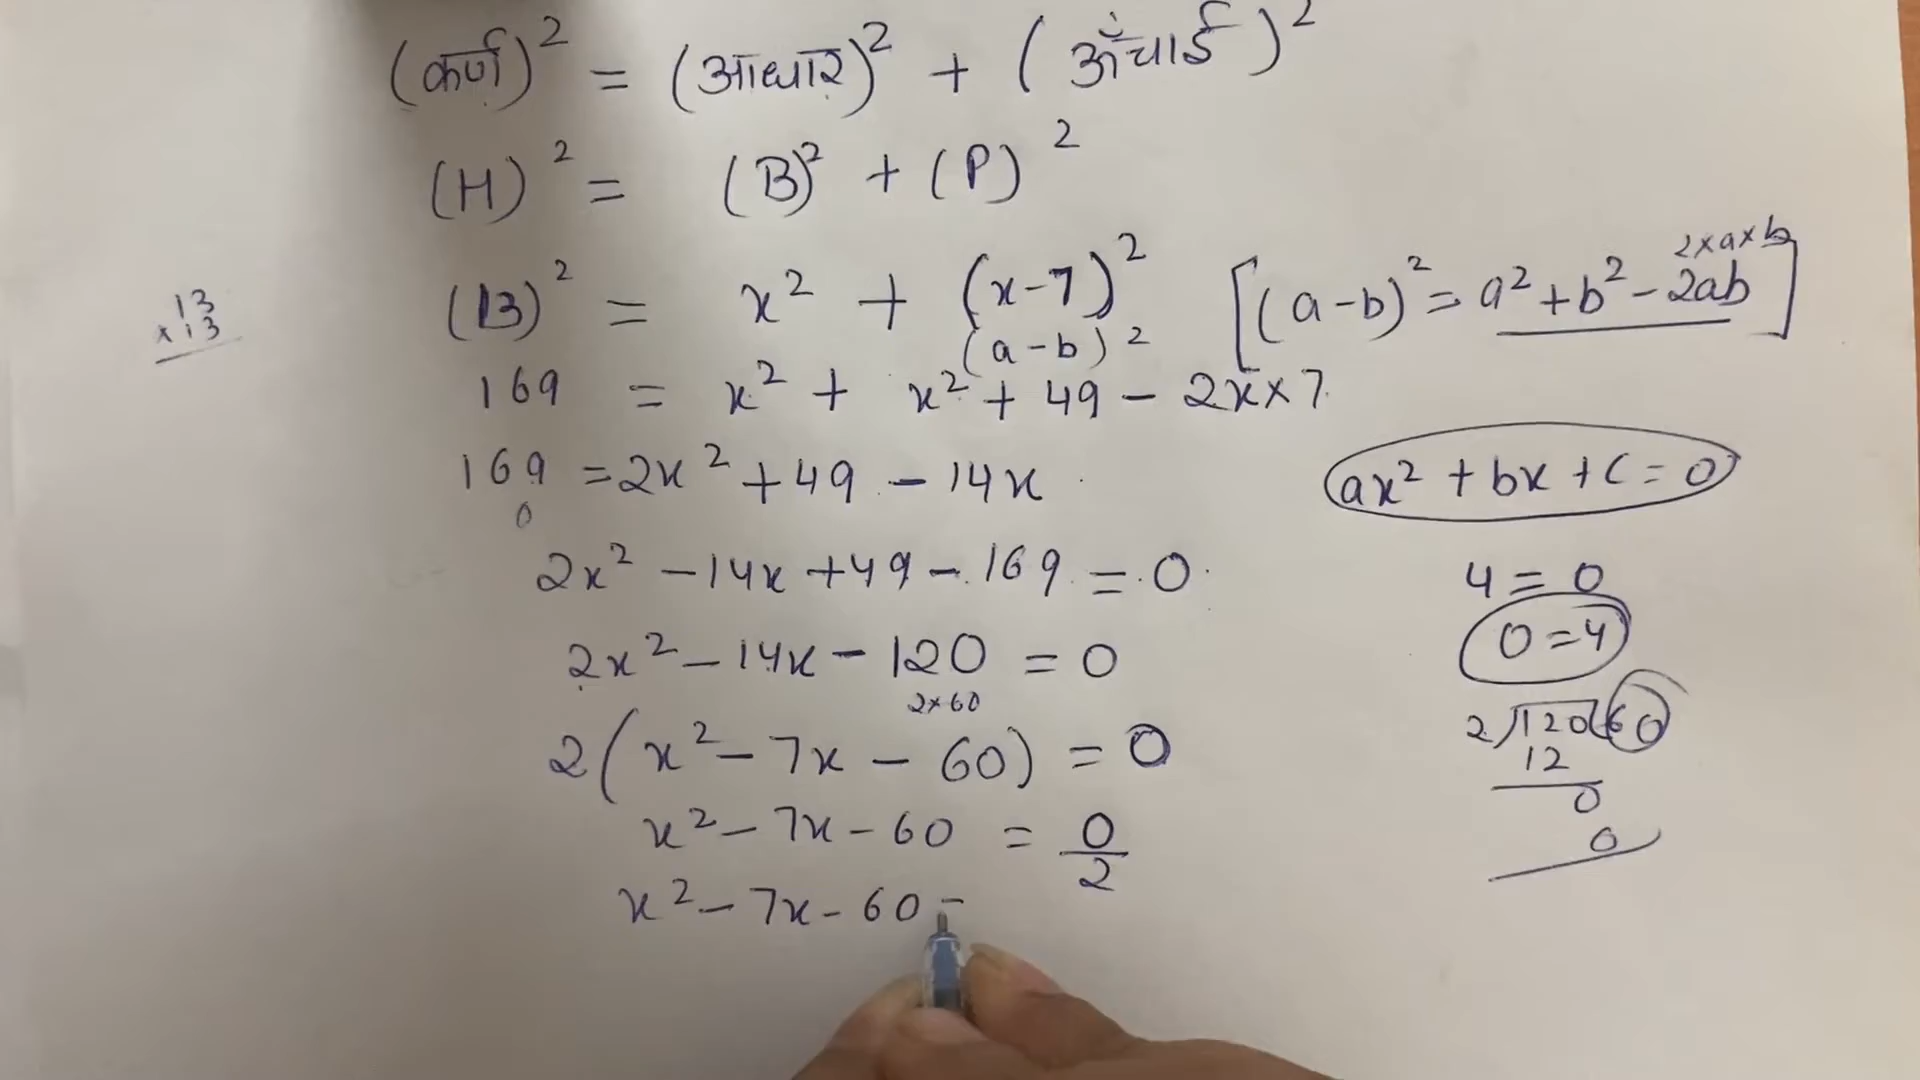 (कर्ण)² = (आधार)² + (ऊँचाई)²
(H)² = (B)² + (P)²
(13)² = x² + (x-7)² [(a-b)² = a² + b² - 2ab]
2×a×b
(a-b)²
13
×13
169 = x² + x² + 49 - 2x×7
169 = 2x² + 49 - 14x
0
ax² + bx + c = 0
2x² - 14x + 49 - 169 = 0
4 = 0
0 = 4
2x² - 14x - 120 = 0
2×60
2(x² - 7x - 60) = 0
2)120(60
12
0
0
x² - 7x - 60 = 0/2
x² - 7x - 60 =